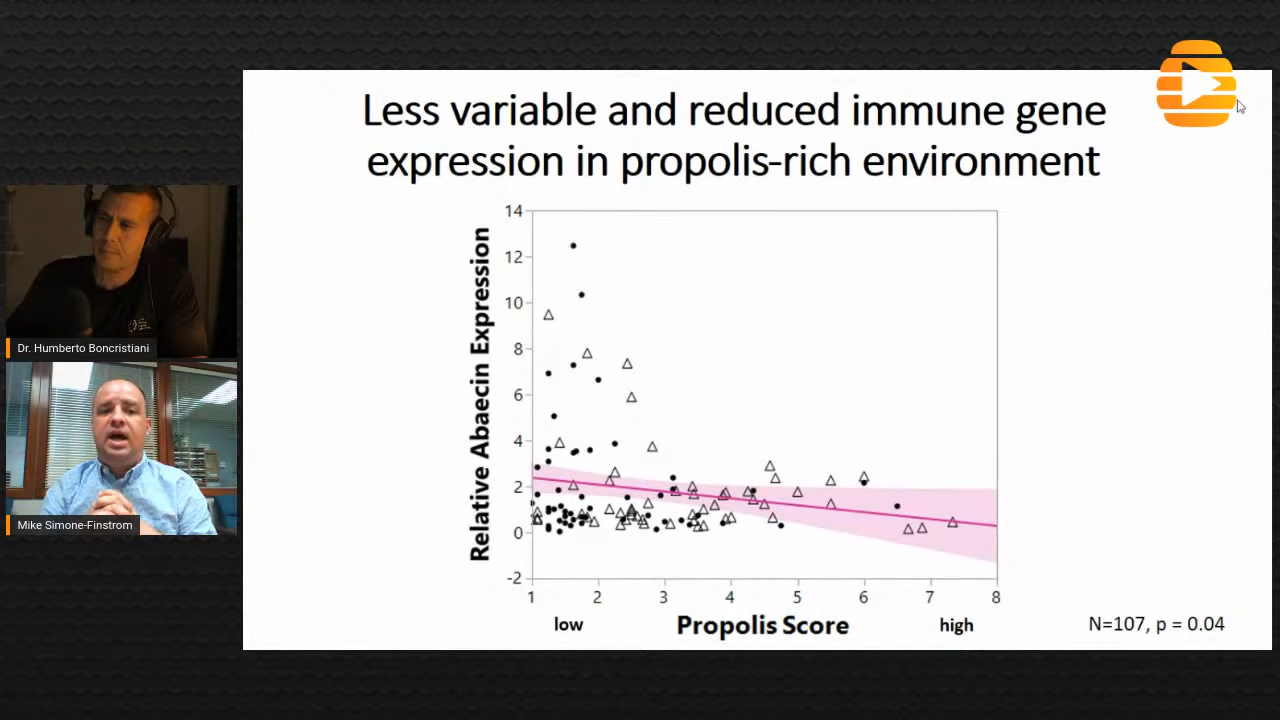 Less variable and reduced immune gene
expression in propolis-rich environment
Relative Abaecin Expression
14
12
10
8
6
4
2
0
-2
1 2 3 4 5 6 7 8
low Propolis Score high
N=107, p = 0.04
Dr. Humberto Boncristiani
Mike Simone-Finstrom